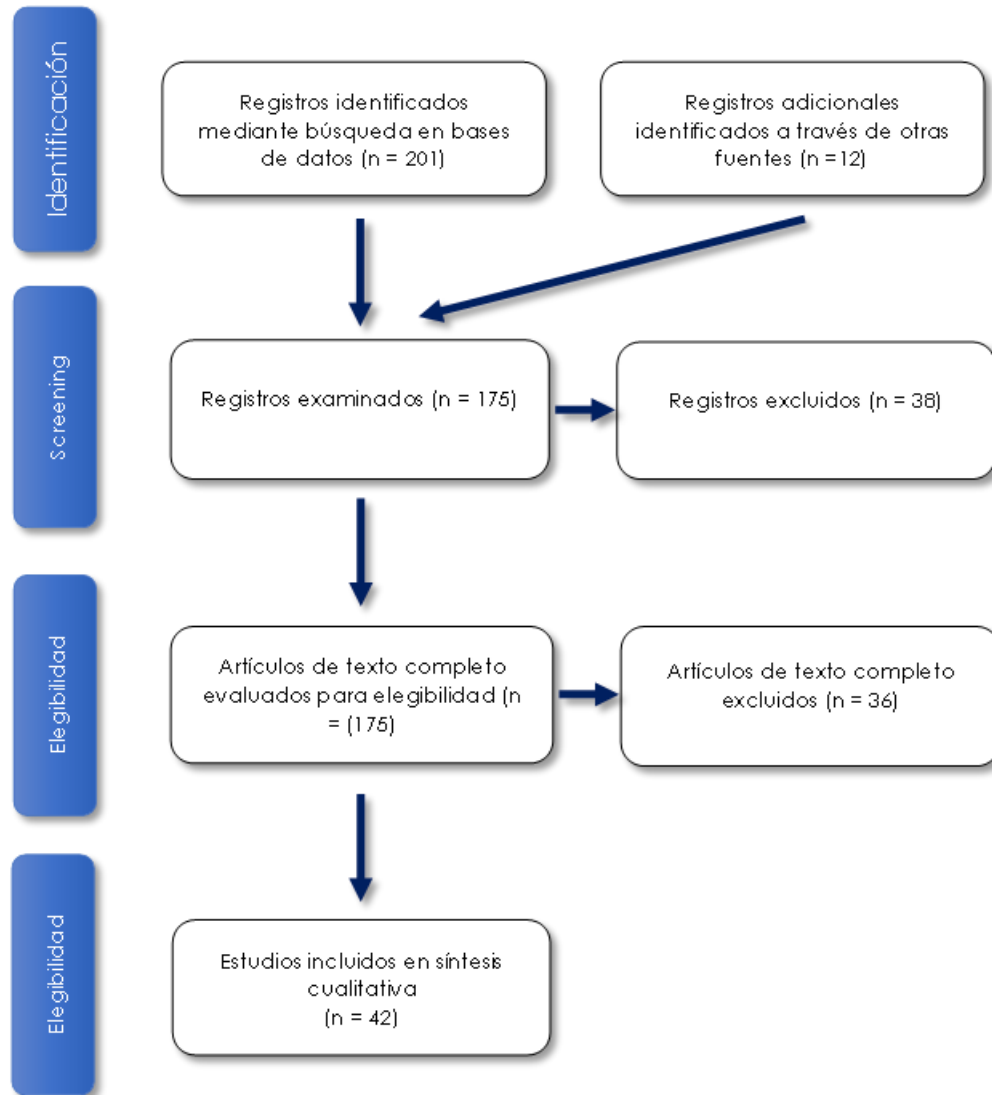 Identificación
Registros identificados
mediante búsqueda en bases
de datos (n = 201)
Registros adicionales
identificados a través de otras
fuentes (n =12)
Screening
Registros examinados (n = 175)
Registros excluidos (n = 38)
Elegibilidad
Artículos de texto completo
evaluados para elegibilidad (n
= (175)
Artículos de texto completo
excluidos (n = 36)
Elegibilidad
Estudios incluidos en síntesis
cualitativa
(n = 42)